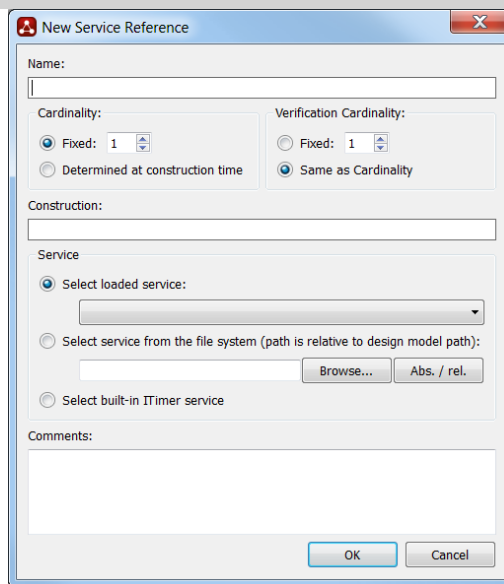 New Service Reference
Name:
Cardinality:
Fixed: 1
Determined at construction time
Verification Cardinality:
Fixed: 1
Same as Cardinality
Construction:
Service
Select loaded service:
Select service from the file system (path is relative to design model path):
Browse... Abs. / rel.
Select built-in ITimer service
Comments:
OK Cancel